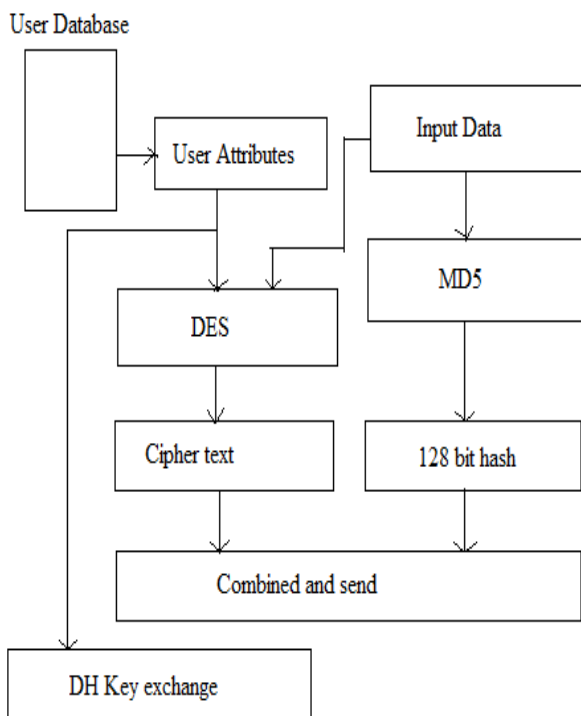 User Database
Input Data
User Attributes
MD5
DES
Cipher text
128 bit hash
Combined and send
DH Key exchange